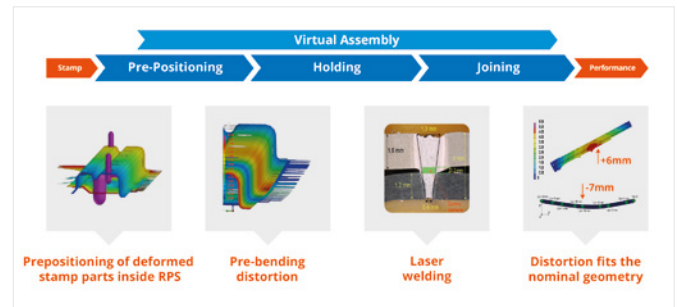 Virtual Assembly
Stamp
Pre-Positioning
Holding
Joining
Performance
+6mm
-7mm
Prepositioning of deformed
stamp parts inside RPS
Pre-bending
distortion
Laser
welding
Distortion fits the
nominal geometry